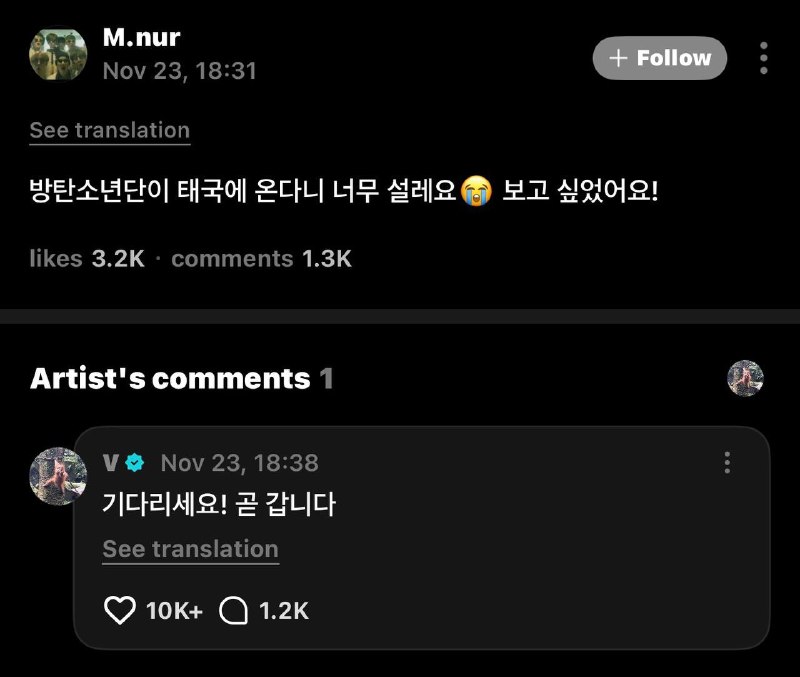 M.nur
Nov 23, 18:31
+ Follow
See translation
방탄소년단이 태국에 온다니 너무 설레요😭 보고 싶었어요!
likes 3.2K · comments 1.3K
Artist's comments 1
V Nov 23, 18:38
기다리세요! 곧 갑니다
See translation
10K+ 1.2K